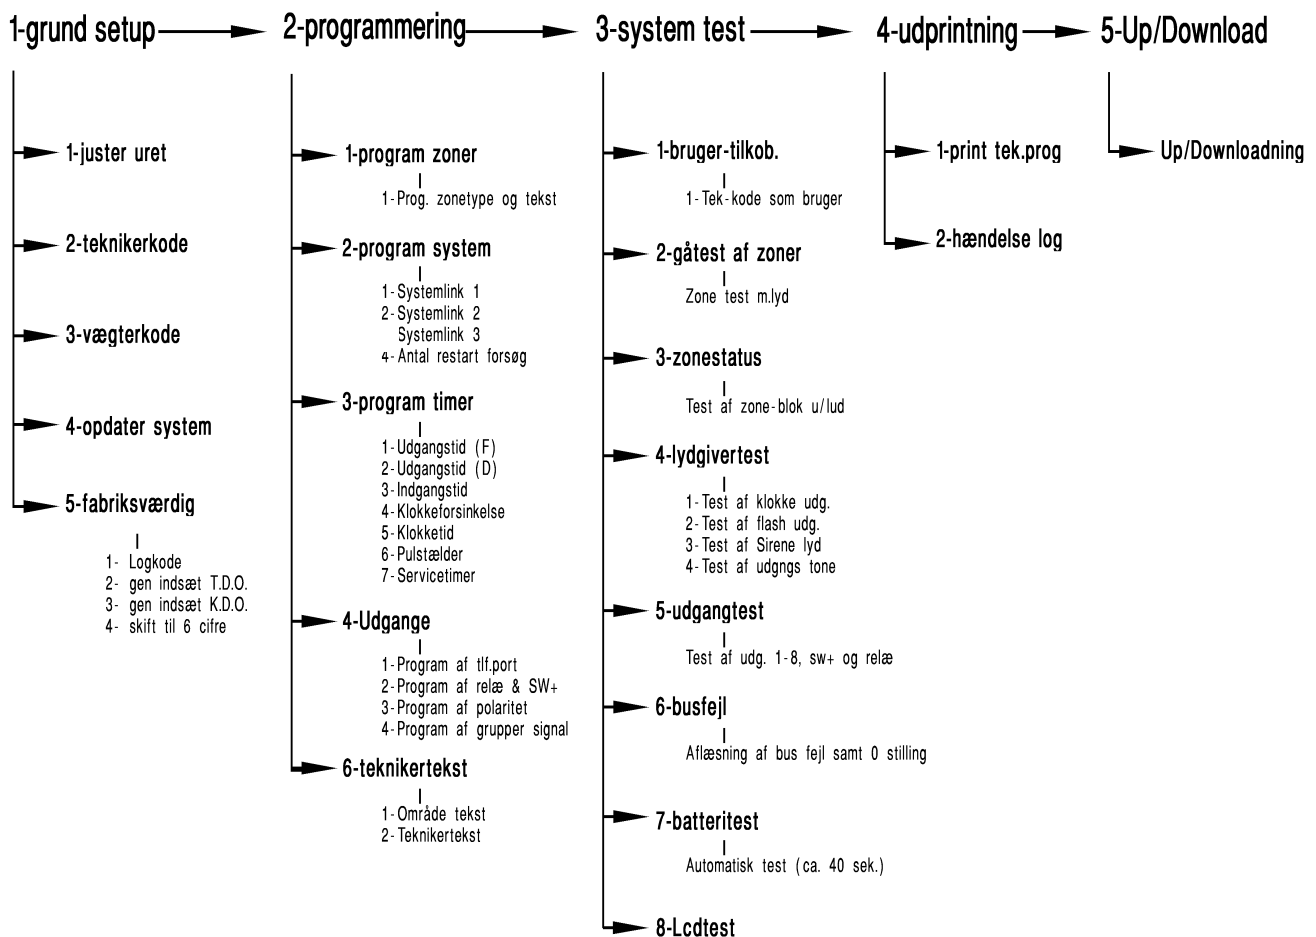 1-grund setup
2-programmering
3-system test
4-udprintning
5-Up/Download
1-juster uret
2-teknikerkode
3-vægterkode
4-opdater system
5-fabriksværdig
1- Logkode
2- gen indsæt T.D.O.
3- gen indsæt K.D.O.
4- skift til 6 cifre
1-program zoner
1-Prog. zonetype og tekst
2-program system
1-Systemlink 1
2-Systemlink 2
Systemlink 3
4-Antal restart forsøg
3-program timer
1-Udgangstid (F)
2-Udgangstid (D)
3-Indgangstid
4-Klokkeforsinkelse
5-Klokketid
6-Pulstælder
7-Servicetimer
4-Udgange
1-Program af tlf.port
2-Program af relæ & SW+
3-Program af polaritet
4-Program af grupper signal
6-teknikertekst
1-Område tekst
2-Teknikertekst
1-bruger-tilkob.
1-Tek-kode som bruger
2-gåtest af zoner
Zone test m.lyd
3-zonestatus
Test af zone-blok u/lud
4-lydgivertest
1-Test af klokke udg.
2-Test af flash udg.
3-Test af Sirene lyd
4-Test af udgngs tone
5-udgangtest
Test af udg. 1-8, sw+ og relæ
6-busfejl
Aflæsning af bus fejl samt 0 stilling
7-batteritest
Automatisk test (ca. 40 sek.)
8-Lcdtest
1-print tek.prog
2-hændelse log
Up/Downloadning